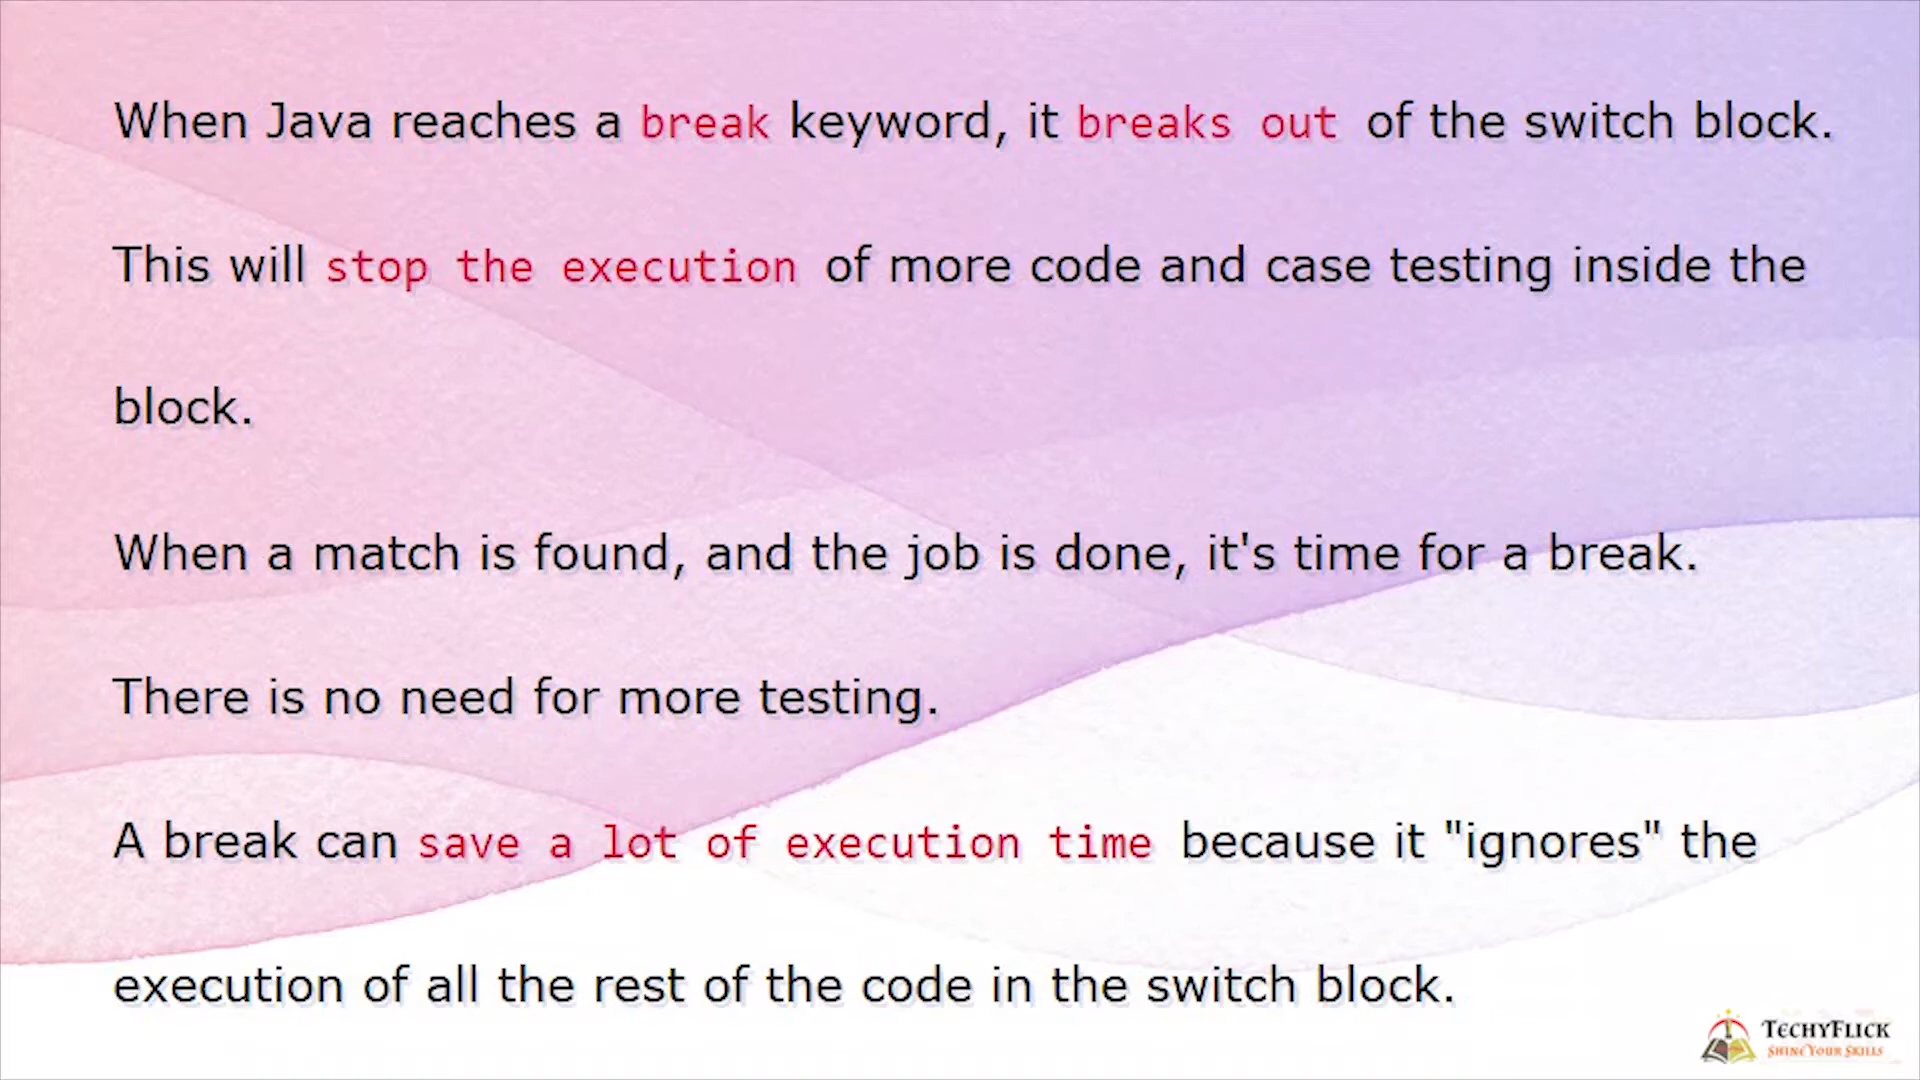 When Java reaches a break keyword, it breaks out of the switch block.
This will stop the execution of more code and case testing inside the
block.
When a match is found, and the job is done, it's time for a break.
There is no need for more testing.
A break can save a lot of execution time because it "ignores" the
execution of all the rest of the code in the switch block.
TECHYFLICK
SHINE YOUR SKILLS